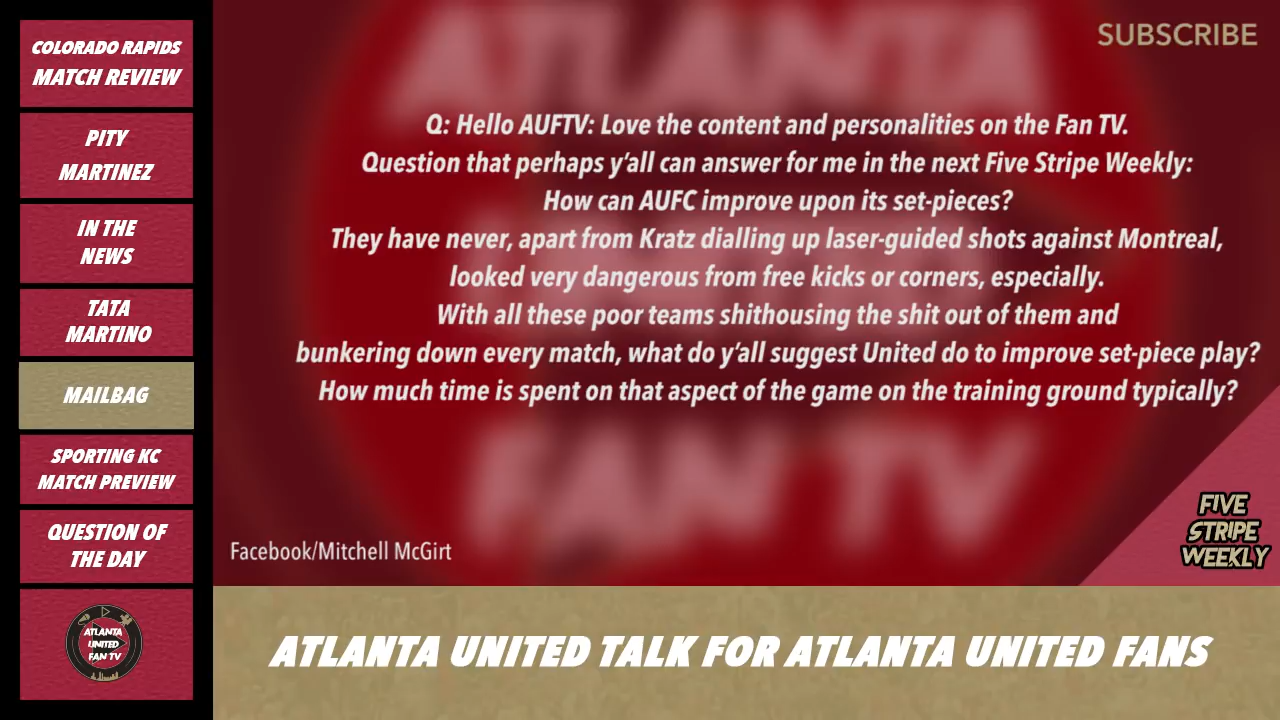 COLORADO RAPIDS
MATCH REVIEW
PITY
MARTINEZ
IN THE
NEWS
TATA
MARTINO
MAILBAG
SPORTING KC
MATCH PREVIEW
QUESTION OF
THE DAY
ATLANTA
UNITED
FAN TV
SUBSCRIBE
ATLANTA
Q: Hello AUFTV: Love the content and personalities on the Fan TV.
Question that perhaps y'all can answer for me in the next Five Stripe Weekly:
How can AUFC improve upon its set-pieces?
They have never, apart from Kratz dialling up laser-guided shots against Montreal,
looked very dangerous from free kicks or corners, especially.
With all these poor teams shithousing the shit out of them and
bunkering down every match, what do y'all suggest United do to improve set-piece play?
How much time is spent on that aspect of the game on the training ground typically?
FAN TV
Facebook/Mitchell McGirt
FIVE
STRIPE
WEEKLY
ATLANTA UNITED TALK FOR ATLANTA UNITED FANS